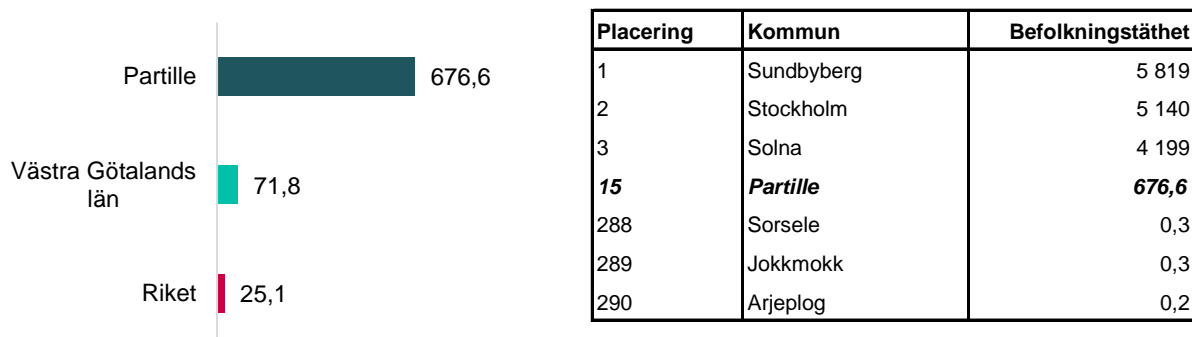 Partille 676,6
Västra Götalands
län 71,8
Riket 25,1
Placering Kommun Befolkningstäthet
1 Sundbyberg 5 819
2 Stockholm 5 140
3 Solna 4 199
15 Partille 676,6
288 Sorsele 0,3
289 Jokkmokk 0,3
290 Arjeplog 0,2